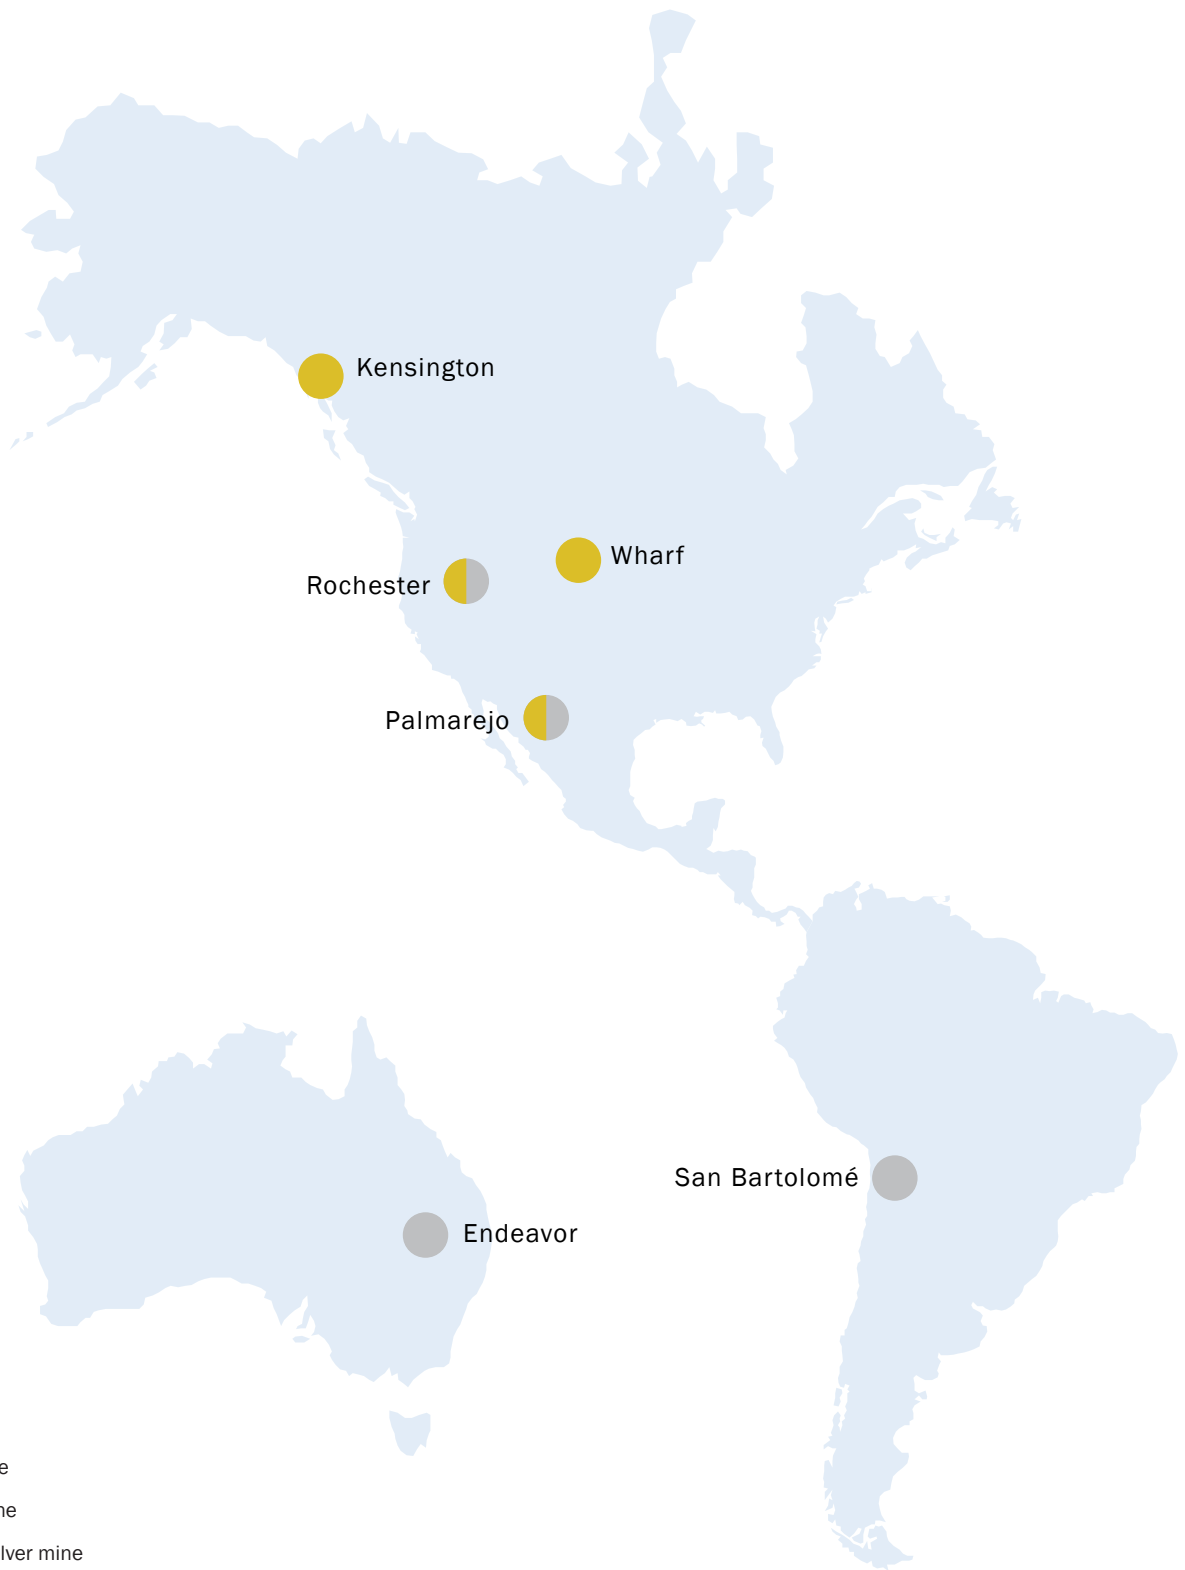 Kensington
Wharf
Rochester
Palmarejo
San Bartolomé
Endeavor
e
ne
lver mine